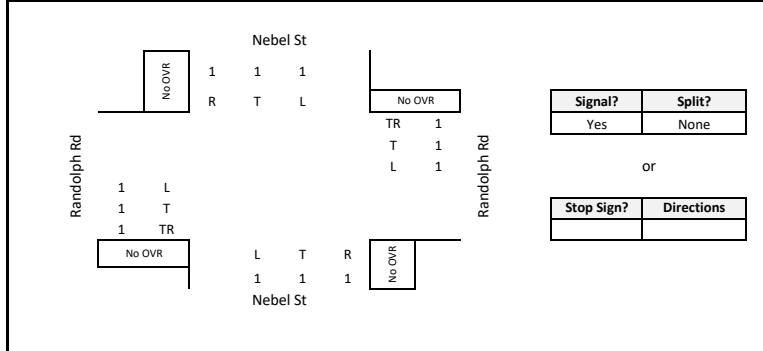 Nebel St
No OVR
1 1 1
R T L
No OVR
TR 1
T 1
L 1
Randolph Rd
Randolph Rd
1 L
1 T
1 TR
No OVR
L T R
1 1 1
No OVR
Nebel St
Signal? Split?
Yes None
or
Stop Sign? Directions